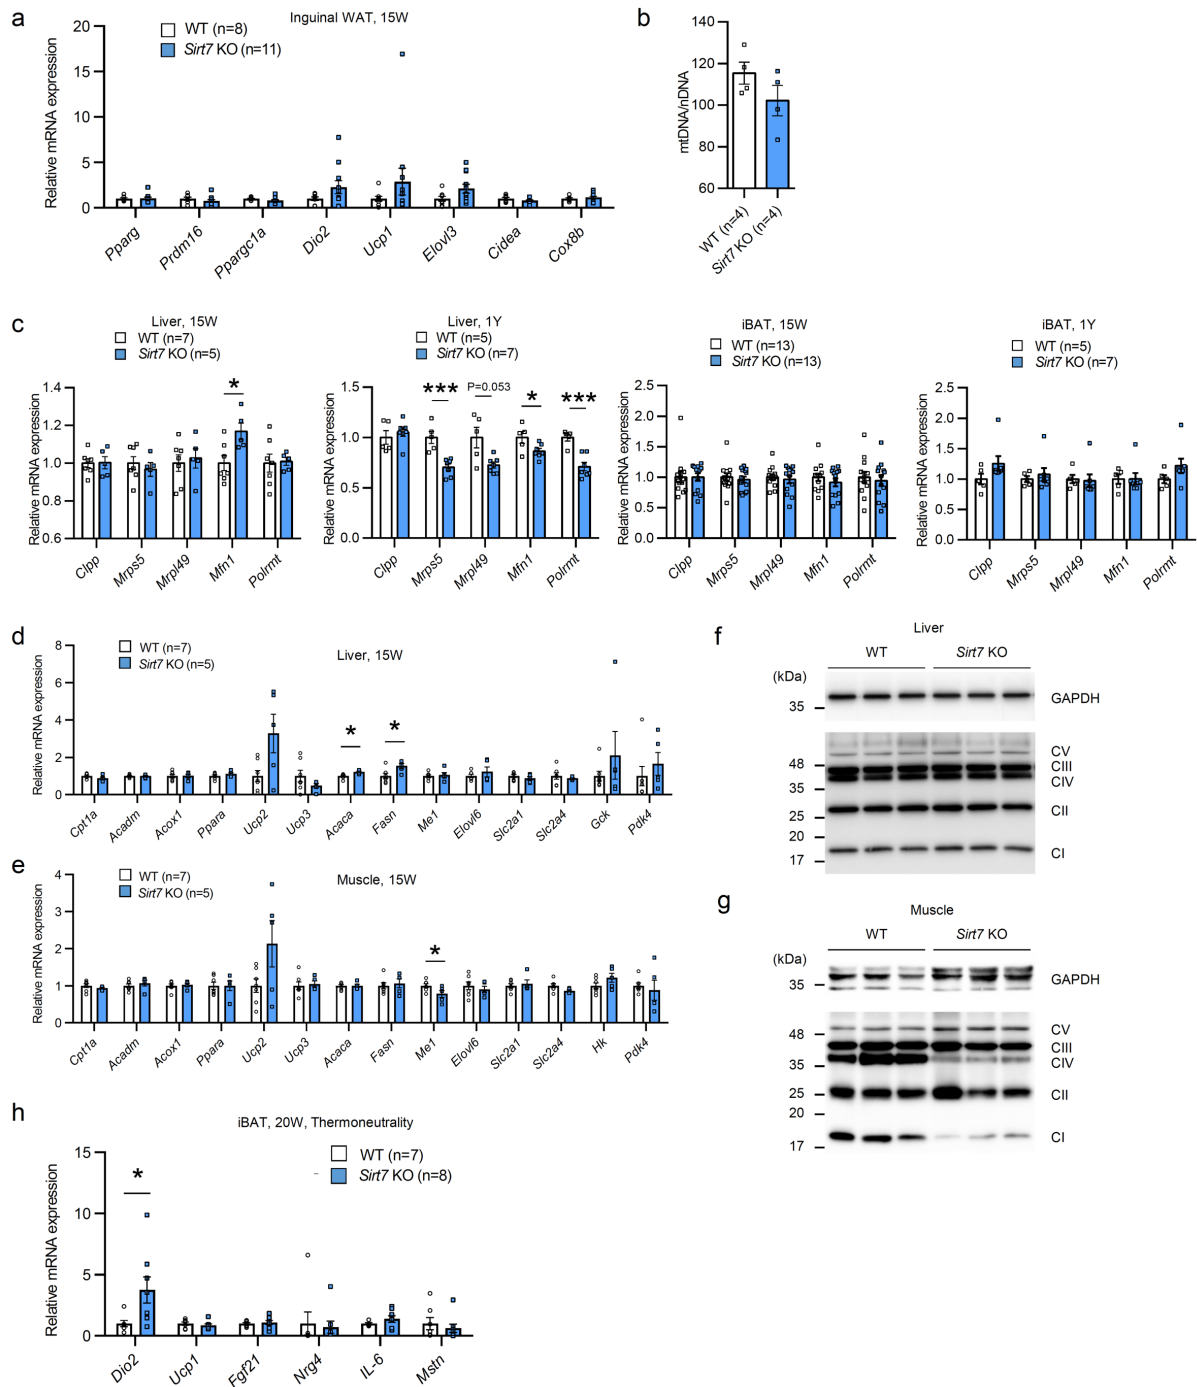 a
Inguinal WAT, 15W
WT (n=8)
Sirt7 KO (n=11)
Relative mRNA expression
20
15
10
5
0
Pparg
Prdm16
Ppargc1a
Dio2
Ucp1
Elovl3
Cidea
Cox8b
b
mtDNA/nDNA
140
120
100
80
60
WT (n=4)
Sirt7 KO (n=4)
c
Liver, 15W
WT (n=7)
Sirt7 KO (n=5)
Relative mRNA expression
1.4
1.2
1.0
0.8
0.6
*
Clpp
Mrps5
Mrpl49
Mfn1
Polrmt
Liver, 1Y
WT (n=5)
Sirt7 KO (n=7)
Relative mRNA expression
1.5
1.0
0.5
0.0
***
P=0.053
*
***
Clpp
Mrps5
Mrpl49
Mfn1
Polrmt
iBAT, 15W
WT (n=13)
Sirt7 KO (n=13)
Relative mRNA expression
2.5
2.0
1.5
1.0
0.5
0.0
Clpp
Mrps5
Mrpl49
Mfn1
Polrmt
iBAT, 1Y
WT (n=5)
Sirt7 KO (n=7)
Relative mRNA expression
2.5
2.0
1.5
1.0
0.5
0.0
Clpp
Mrps5
Mrpl49
Mfn1
Polrmt
d
WT (n=7)
Sirt7 KO (n=5)
Liver, 15W
Relative mRNA expression
8
6
4
2
0
*
*
Cpt1a
Acadm
Acox1
Ppara
Ucp2
Ucp3
Acaca
Fasn
Me1
Elovl6
Slc2a1
Slc2a4
Gck
Pdk4
e
WT (n=7)
Sirt7 KO (n=5)
Muscle, 15W
Relative mRNA expression
4
3
2
1
0
*
Cpt1a
Acadm
Acox1
Ppara
Ucp2
Ucp3
Acaca
Fasn
Me1
Elovl6
Slc2a1
Slc2a4
Hk
Pdk4
f
Liver
WT
Sirt7 KO
(kDa)
35
GAPDH
48
35
25
20
17
CV
CIII
CIV
CII
CI
g
Muscle
WT
Sirt7 KO
(kDa)
35
GAPDH
48
35
25
20
17
CV
CIII
CIV
CII
CI
h
iBAT, 20W, Thermoneutrality
WT (n=7)
Sirt7 KO (n=8)
Relative mRNA expression
15
10
5
0
*
Dio2
Ucp1
Fgf21
Nrg4
IL-6
Mstn